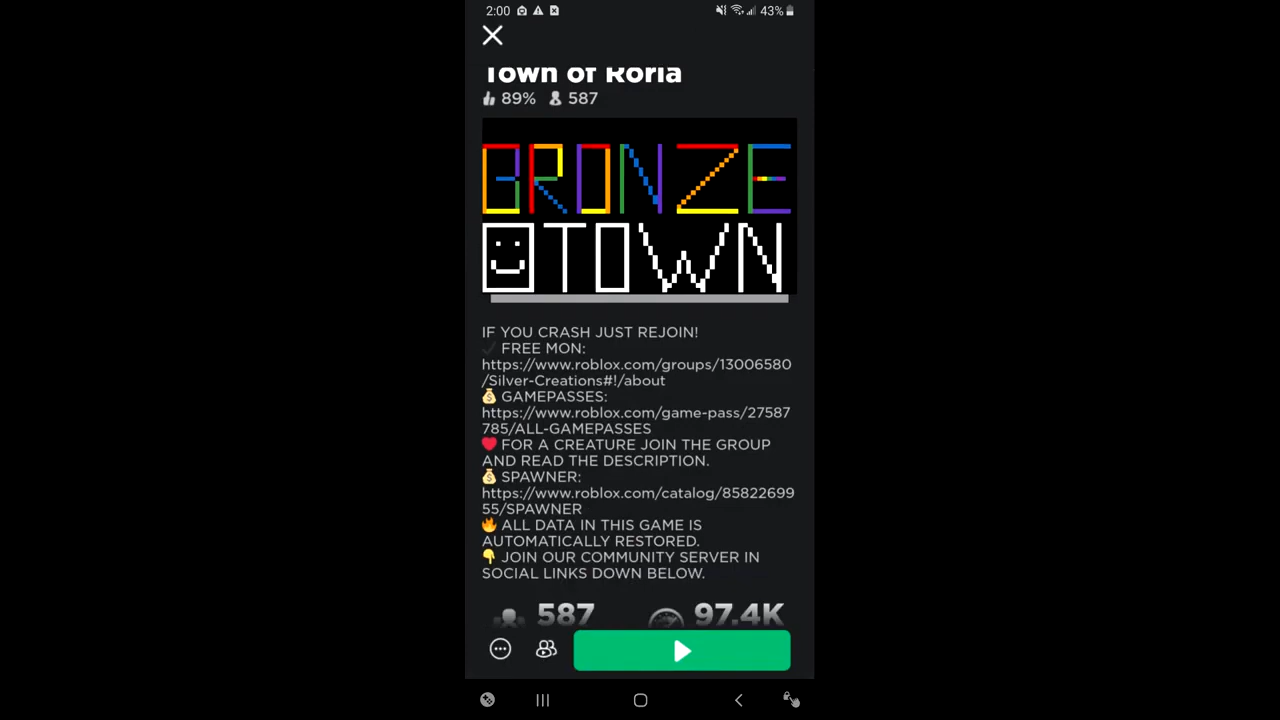 2:00
43%
Town of Roria
89% 587
BRONZE
TOWN
IF YOU CRASH JUST REJOIN!
✔️ FREE MON:
https://www.roblox.com/groups/13006580
/Silver-Creations#!/about
💰 GAMEPASSES:
https://www.roblox.com/game-pass/27587
785/ALL-GAMEPASSES
❤️ FOR A CREATURE JOIN THE GROUP
AND READ THE DESCRIPTION.
💰 SPAWNER:
https://www.roblox.com/catalog/85822699
55/SPAWNER
🔥 ALL DATA IN THIS GAME IS
AUTOMATICALLY RESTORED.
👇 JOIN OUR COMMUNITY SERVER IN
SOCIAL LINKS DOWN BELOW.
587 97.4K